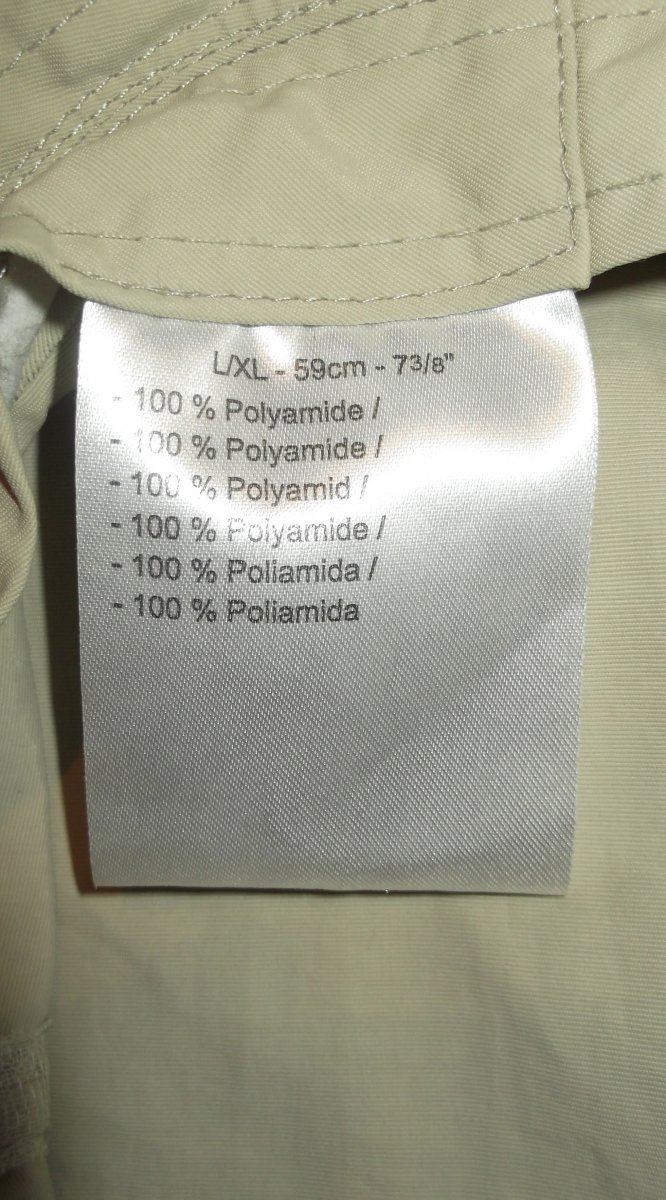 L/XL - 59cm - 73/8"
- 100 % Polyamide /
- 100 % Polyamide /
- 100 % Polyamid /
- 100 % Polyamide /
- 100 % Poliamida /
- 100 % Poliamida